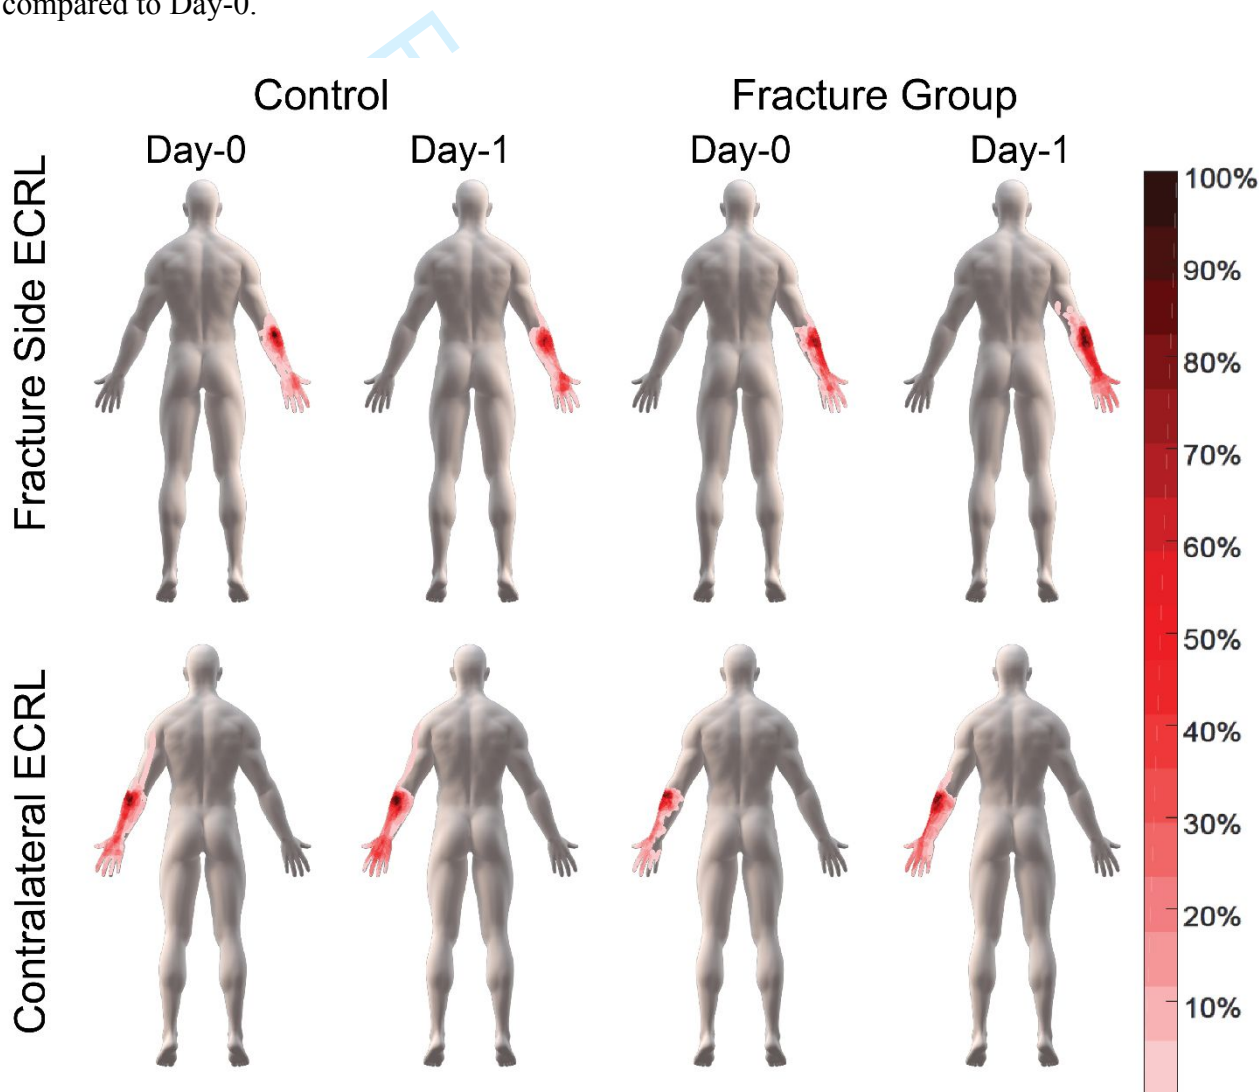 compared to Day-0.
Control
Fracture Group
Day-0
Day-1
Day-0
Day-1
Fracture Side ECRL
Contralateral ECRL
100%
90%
80%
70%
60%
50%
40%
30%
20%
10%